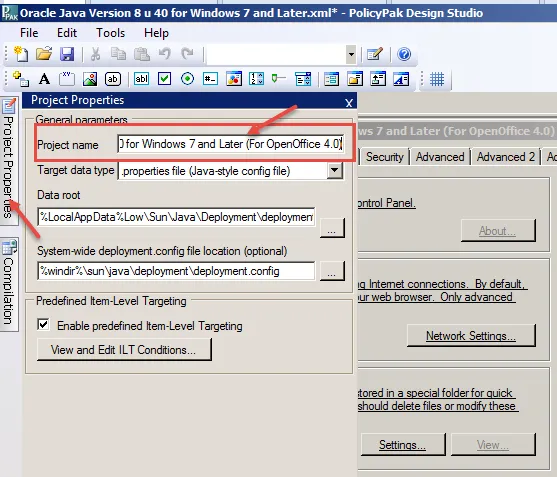 Oracle Java Version 8 u 40 for Windows 7 and Later.xml* - PolicyPak Design Studio
File Edit Tools Help
Project Properties x
7 and Later (For OpenOffice 4.0)
General parameters
Project name 0 for Windows 7 and Later (For OpenOffice 4.0)
Security Advanced Advanced 2
Target data type .properties file (Java-style config file)
Data root
ontrol Panel.
%LocalAppData%Low\Sun\Java\Deployment\deployment
About...
...
System-wide deployment.config file location (optional)
%windir%\sun\java\deployment\deployment.config
...
Internet connections. By default,
our web browser. Only advanced
Predefined Item-Level Targeting
Enable predefined Item-Level Targeting
Network Settings...
View and Edit ILT Conditions...
stored in a special folder for quick
should delete files or modify these
Settings... View...
Project Properties
Compilation